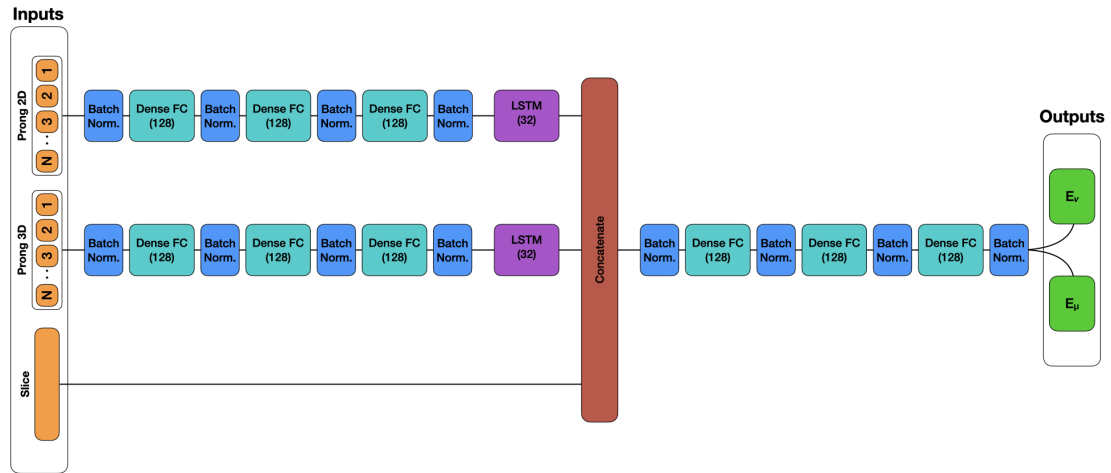 Inputs
Prong 2D
1
2
3
...
N
Batch
Norm.
Dense FC
(128)
Batch
Norm.
Dense FC
(128)
Batch
Norm.
Dense FC
(128)
Batch
Norm.
LSTM
(32)
Prong 3D
1
2
3
...
N
Batch
Norm.
Dense FC
(128)
Batch
Norm.
Dense FC
(128)
Batch
Norm.
Dense FC
(128)
Batch
Norm.
LSTM
(32)
Slice
Concatenate
Batch
Norm.
Dense FC
(128)
Batch
Norm.
Dense FC
(128)
Batch
Norm.
Dense FC
(128)
Batch
Norm.
Outputs
Eν
Eμ